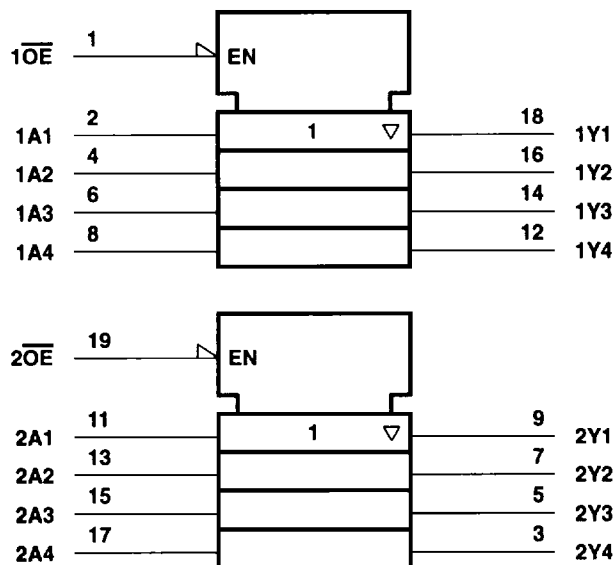 1O̅E̅ 1 EN
1A1 2 1 ▽ 18 1Y1
1A2 4 16 1Y2
1A3 6 14 1Y3
1A4 8 12 1Y4
2O̅E̅ 19 EN
2A1 11 1 ▽ 9 2Y1
2A2 13 7 2Y2
2A3 15 5 2Y3
2A4 17 3 2Y4